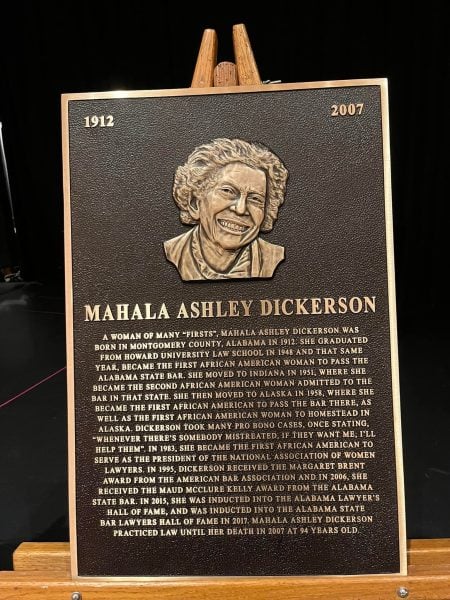 1912 2007
MAHALA ASHLEY DICKERSON
A WOMAN OF MANY "FIRSTS", MAHALA ASHLEY DICKERSON WAS
BORN IN MONTGOMERY COUNTY, ALABAMA IN 1912. SHE GRADUATED
FROM HOWARD UNIVERSITY LAW SCHOOL IN 1948 AND THAT SAME
YEAR, BECAME THE FIRST AFRICAN AMERICAN WOMAN TO PASS THE
ALABAMA STATE BAR. SHE MOVED TO INDIANA IN 1951, WHERE SHE
BECAME THE SECOND AFRICAN AMERICAN WOMAN ADMITTED TO THE
BAR IN THAT STATE. SHE THEN MOVED TO ALASKA IN 1958, WHERE SHE
BECAME THE FIRST AFRICAN AMERICAN TO PASS THE BAR THERE, AS
WELL AS THE FIRST AFRICAN AMERICAN WOMAN TO HOMESTEAD IN
ALASKA. DICKERSON TOOK MANY PRO BONO CASES, ONCE STATING,
"WHENEVER THERE'S SOMEBODY MISTREATED, IF THEY WANT ME, I'LL
HELP THEM". IN 1983, SHE BECAME THE FIRST AFRICAN AMERICAN TO
SERVE AS THE PRESIDENT OF THE NATIONAL ASSOCIATION OF WOMEN
LAWYERS. IN 1995, DICKERSON RECEIVED THE MARGARET BRENT
AWARD FROM THE AMERICAN BAR ASSOCIATION AND IN 2006, SHE
RECEIVED THE MAUD MCCLURE KELLY AWARD FROM THE ALABAMA
STATE BAR. IN 2015, SHE WAS INDUCTED INTO THE ALABAMA LAWYER'S
HALL OF FAME, AND WAS INDUCTED INTO THE ALABAMA STATE
BAR LAWYERS HALL OF FAME IN 2017. MAHALA ASHLEY DICKERSON
PRACTICED LAW UNTIL HER DEATH IN 2007 AT 94 YEARS OLD.